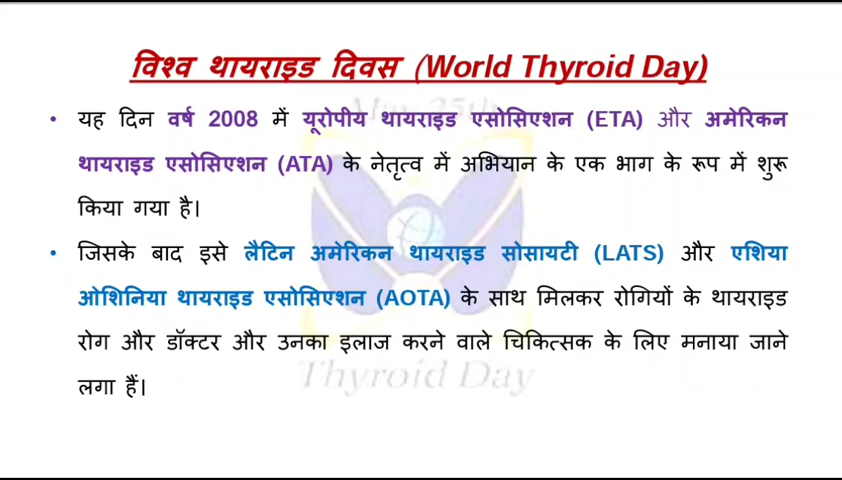 विश्व थायराइड दिवस (World Thyroid Day)
May 25th
• यह दिन वर्ष 2008 में यूरोपीय थायराइड एसोसिएशन (ETA) और अमेरिकन
थायराइड एसोसिएशन (ATA) के नेतृत्व में अभियान के एक भाग के रूप में शुरू
किया गया है।
• जिसके बाद इसे लैटिन अमेरिकन थायराइड सोसायटी (LATS) और एशिया
ओशिनिया थायराइड एसोसिएशन (AOTA) के साथ मिलकर रोगियों के थायराइड
रोग और डॉक्टर और उनका इलाज करने वाले चिकित्सक के लिए मनाया जाने
लगा हैं।
Thyroid Day